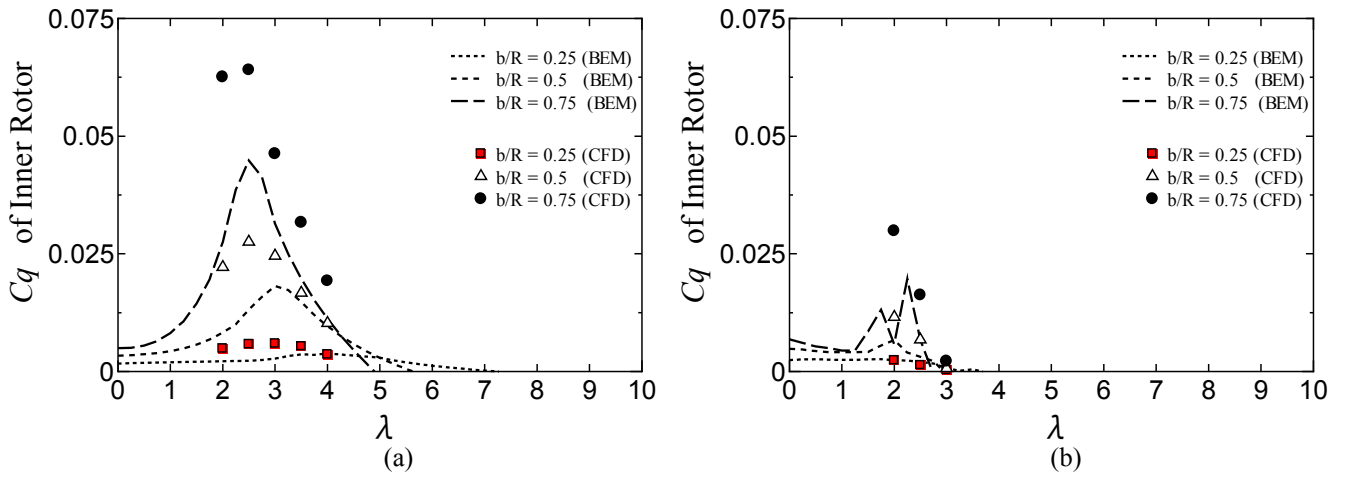 0.075
0.05
0.025
0
Cq of Inner Rotor
b/R = 0.25 (BEM)
b/R = 0.5 (BEM)
b/R = 0.75 (BEM)
b/R = 0.25 (CFD)
b/R = 0.5 (CFD)
b/R = 0.75 (CFD)
0 1 2 3 4 5 6 7 8 9 10
λ
(a)
0.075
0.05
0.025
0
Cq of Inner Rotor
b/R = 0.25 (BEM)
b/R = 0.5 (BEM)
b/R = 0.75 (BEM)
b/R = 0.25 (CFD)
b/R = 0.5 (CFD)
b/R = 0.75 (CFD)
0 1 2 3 4 5 6 7 8 9 10
λ
(b)